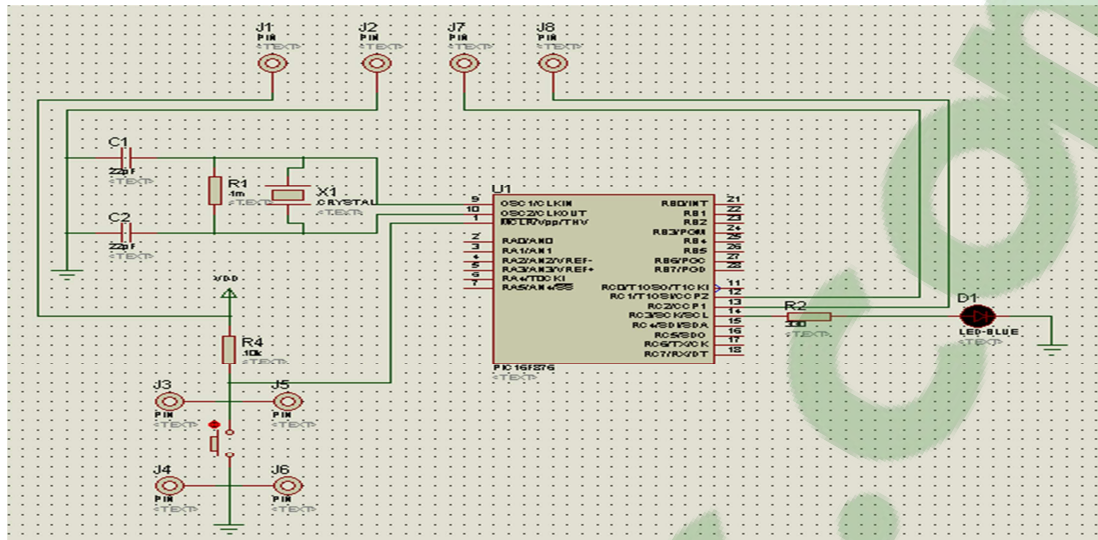 J1
PIN
<TEXT>
J2
PIN
<TEXT>
J7
PIN
<TEXT>
J8
PIN
<TEXT>
C1
22pF
<TEXT>
R1
1m
<TEXT>
X1
CRYSTAL
<TEXT>
C2
22pF
<TEXT>
VDD
R4
10k
<TEXT>
J3
PIN
<TEXT>
J5
PIN
<TEXT>
J4
PIN
<TEXT>
J6
PIN
<TEXT>
U1
9 OSC1/CLKIN
10 OSC2/CLKOUT
1 MCLR/Vpp/THV
2 RA0/AN0
3 RA1/AN1
4 RA2/AN2/VREF-
5 RA3/AN3/VREF+
6 RA4/T0CKI
7 RA5/AN4/SS
RB0/INT 21
RB1 22
RB2 23
RB3/PGM 24
RB4 25
RB5 26
RB6/PGC 27
RB7/PGD 28
RC0/T1OSO/T1CKI 11
RC1/T1OSI/CCP2 12
RC2/CCP1 13
RC3/SCK/SCL 14
RC4/SDI/SDA 15
RC5/SDO 16
RC6/TX/CK 17
RC7/RX/DT 18
PIC16F876
<TEXT>
R2
<TEXT>
D1
LED-BLUE
<TEXT>